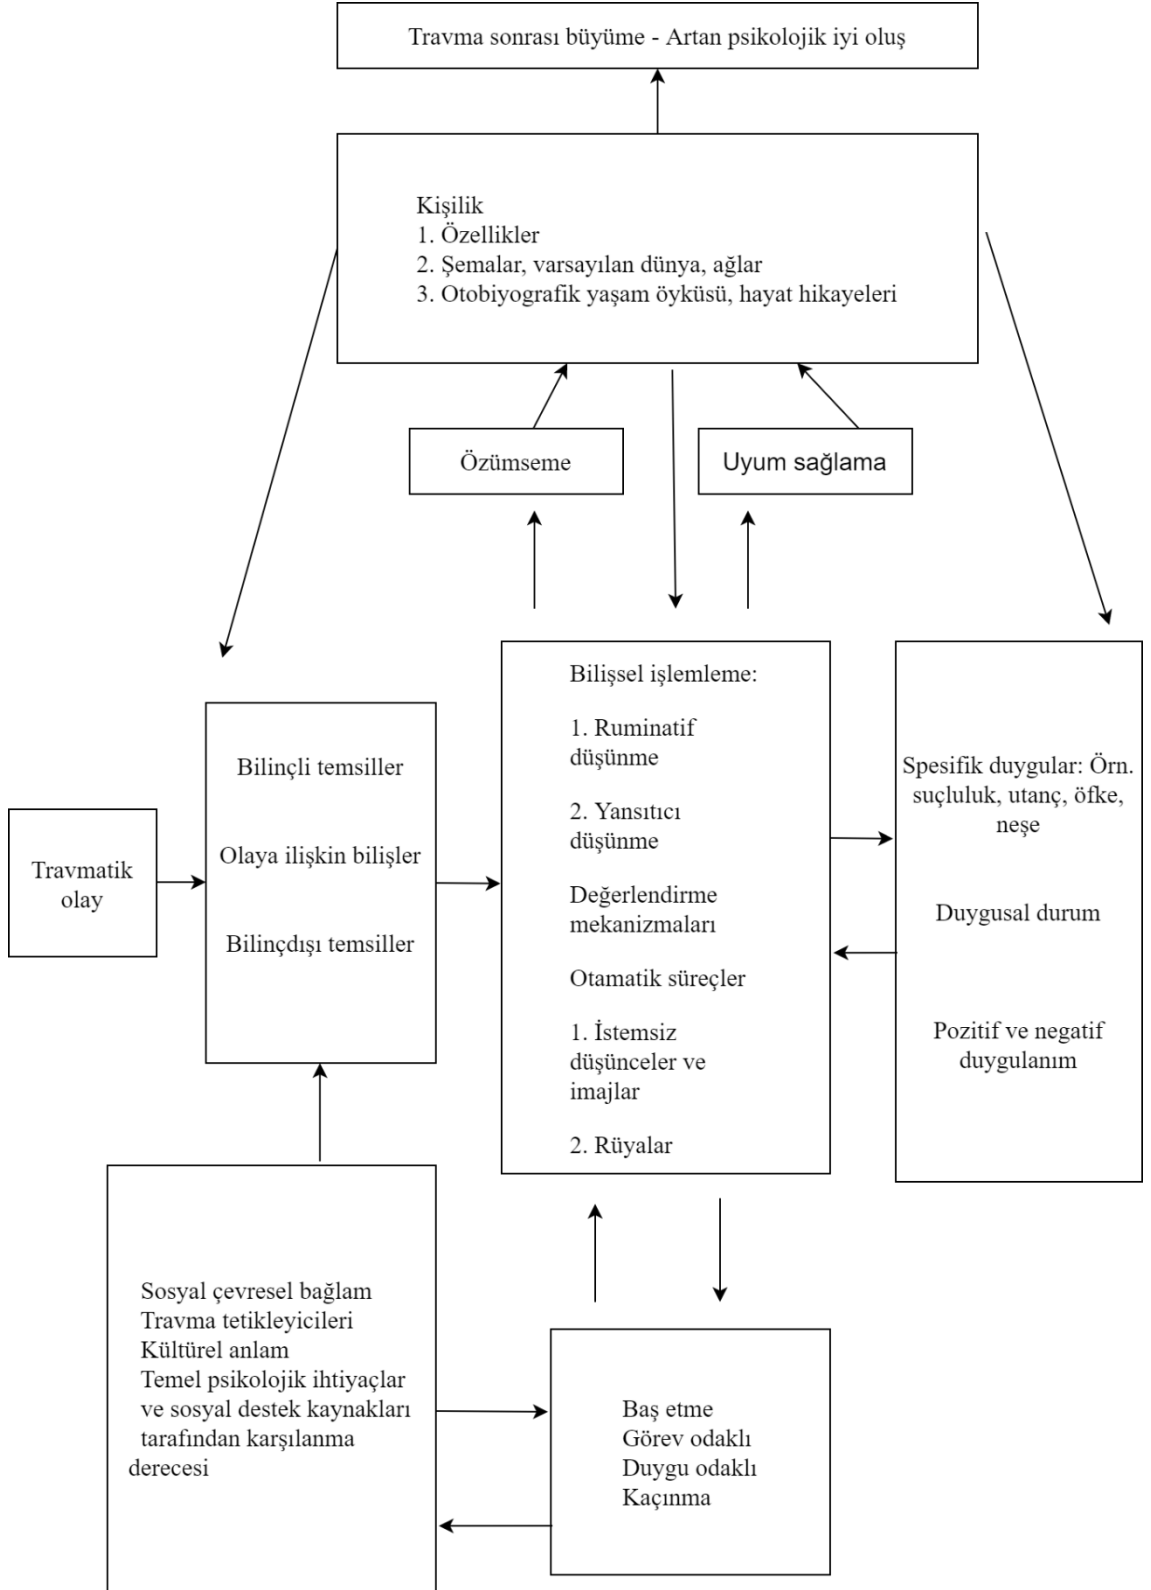 Travma sonrası büyüme - Artan psikolojik iyi oluş
Kişilik
1. Özellikler
2. Şemalar, varsayılan dünya, ağlar
3. Otobiyografik yaşam öyküsü, hayat hikayeleri
Özümseme
Uyum sağlama
Travmatik
olay
Bilinçli temsiller
Olaya ilişkin bilişler
Bilinçdışı temsiller
Bilişsel işlemleme:
1. Ruminatif
düşünme
2. Yansıtıcı
düşünme
Değerlendirme
mekanizmaları
Otamatik süreçler
1. İstemsiz
düşünceler ve
imajlar
2. Rüyalar
Spesifik duygular: Örn.
suçluluk, utanç, öfke,
neşe
Duygusal durum
Pozitif ve negatif
duygulanım
Sosyal çevresel bağlam
Travma tetikleyicileri
Kültürel anlam
Temel psikolojik ihtiyaçlar
ve sosyal destek kaynakları
tarafından karşılanma
derecesi
Baş etme
Görev odaklı
Duygu odaklı
Kaçınma